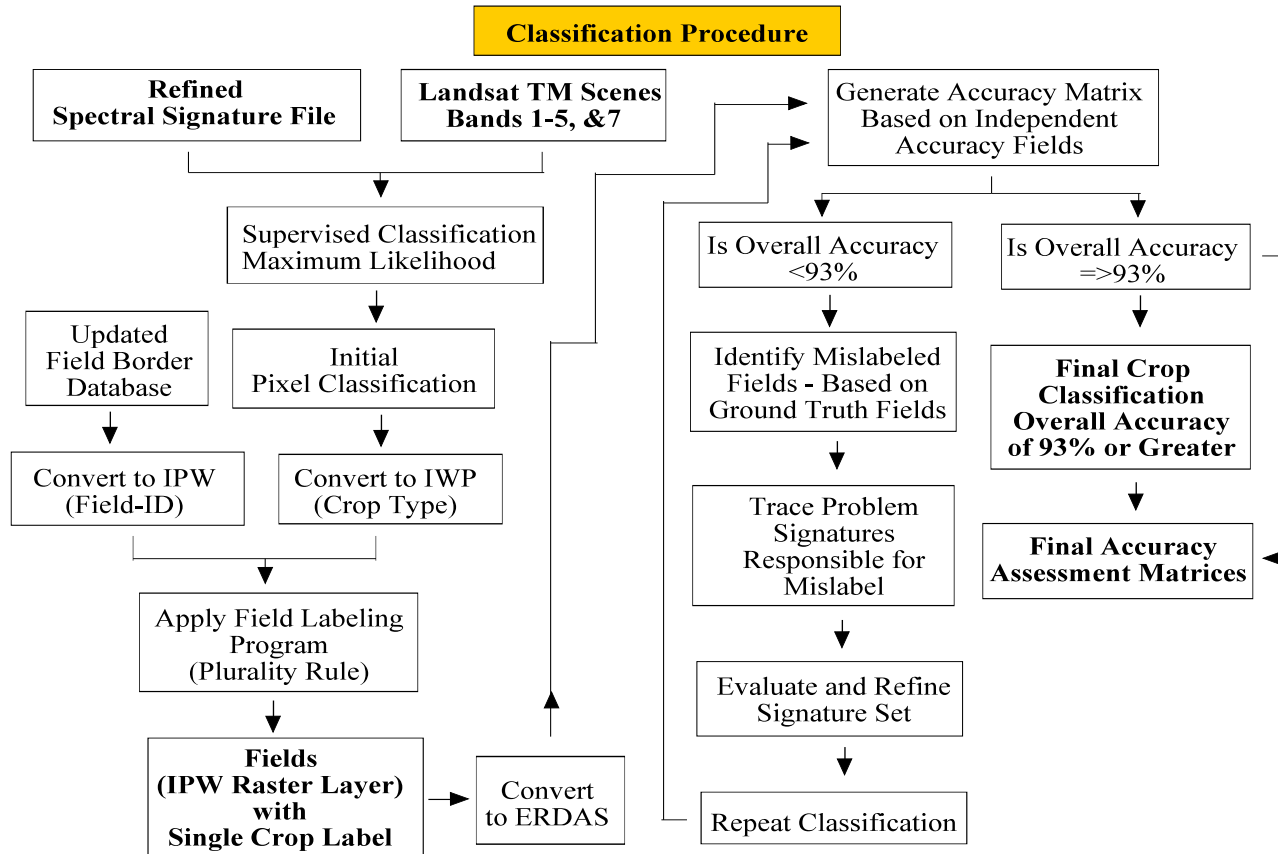 Classification Procedure
Refined
Spectral Signature File
Landsat TM Scenes
Bands 1-5, &7
Supervised Classification
Maximum Likelihood
Updated
Field Border
Database
Initial
Pixel Classification
Convert to IPW
(Field-ID)
Convert to IWP
(Crop Type)
Apply Field Labeling
Program
(Plurality Rule)
Fields
(IPW Raster Layer)
with
Single Crop Label
Convert
to ERDAS
Generate Accuracy Matrix
Based on Independent
Accuracy Fields
Is Overall Accuracy
<93%
Is Overall Accuracy
=>93%
Identify Mislabeled
Fields - Based on
Ground Truth Fields
Trace Problem
Signatures
Responsible for
Mislabel
Evaluate and Refine
Signature Set
Repeat Classification
Final Crop
Classification
Overall Accuracy
of 93% or Greater
Final Accuracy
Assessment Matrices